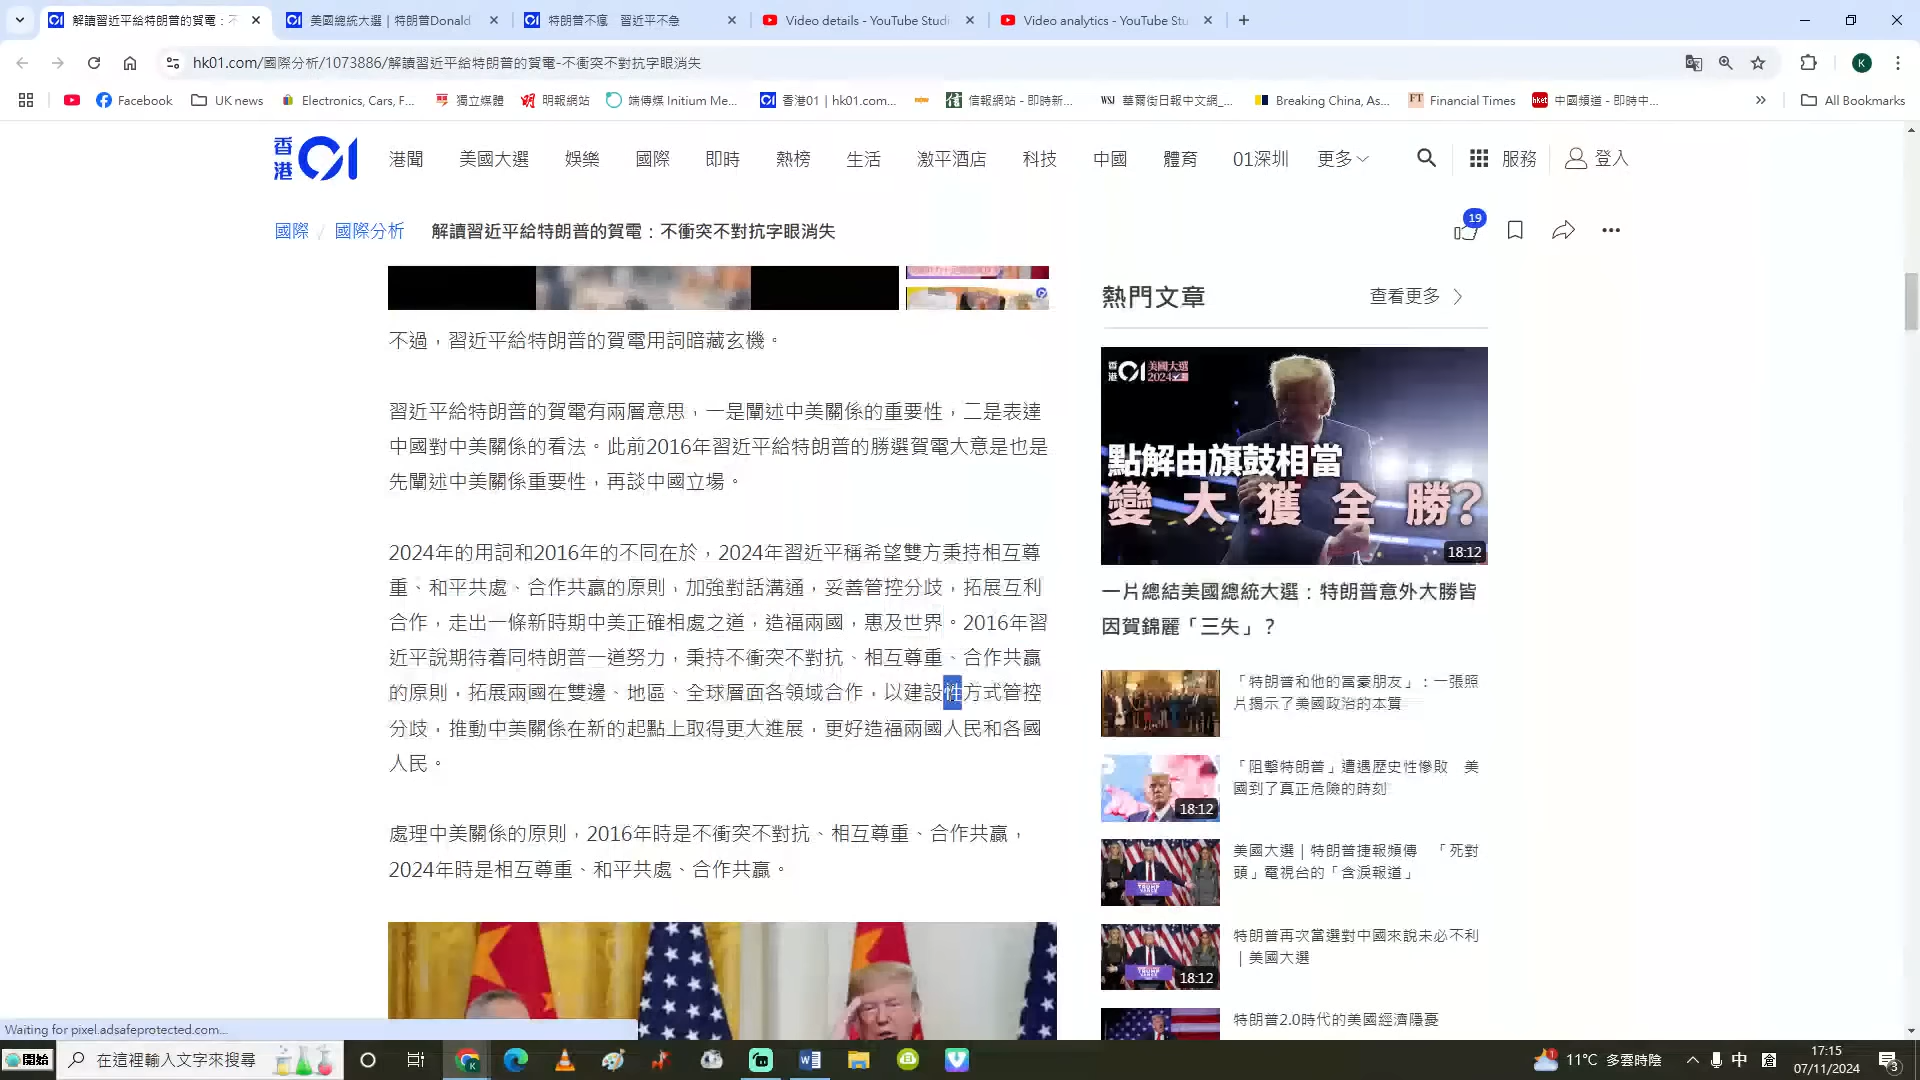 解讀習近平給特朗普的賀電：不
美國總統大選｜特朗普Donald
特朗普不瘋　習近平不急
Video details - YouTube Studi
Video analytics - YouTube Stu
hk01.com/國際分析/1073886/解讀習近平給特朗普的賀電-不衝突不對抗字眼消失
K
Facebook
UK news
Electronics, Cars, F...
獨立媒體
明報網站
端傳媒 Initium Me...
香港01 | hk01.com...
信報網站 - 即時新...
WSJ
華爾街日報中文網_...
Breaking China, As...
FT
Financial Times
hket
中國頻道 - 即時中...
All Bookmarks
香港01
港聞
美國大選
娛樂
國際
即時
熱榜
生活
激平酒店
科技
中國
體育
01深圳
更多
服務
登入
國際 / 國際分析
解讀習近平給特朗普的賀電：不衝突不對抗字眼消失
19
不過，習近平給特朗普的賀電用詞暗藏玄機。
習近平給特朗普的賀電有兩層意思，一是闡述中美關係的重要性，二是表達
中國對中美關係的看法。此前2016年習近平給特朗普的勝選賀電大意是也是
先闡述中美關係重要性，再談中國立場。
2024年的用詞和2016年的不同在於，2024年習近平稱希望雙方秉持相互尊
重、和平共處、合作共贏的原則，加強對話溝通，妥善管控分歧，拓展互利
合作，走出一條新時期中美正確相處之道，造福兩國，惠及世界。2016年習
近平說期待着同特朗普一道努力，秉持不衝突不對抗、相互尊重、合作共贏
的原則，拓展兩國在雙邊、地區、全球層面各領域合作，以建設性方式管控
分歧，推動中美關係在新的起點上取得更大進展，更好造福兩國人民和各國
人民。
處理中美關係的原則，2016年時是不衝突不對抗、相互尊重、合作共贏，
2024年時是相互尊重、和平共處、合作共贏。
熱門文章
查看更多
香港01 美國大選 2024
點解由旗鼓相當
變大獲全勝？
18:12
一片總結美國總統大選：特朗普意外大勝皆
因賀錦麗「三失」？
「特朗普和他的富豪朋友」：一張照
片揭示了美國政治的本質
「阻擊特朗普」遭遇歷史性慘敗　美
國到了真正危險的時刻
18:12
美國大選｜特朗普捷報頻傳　「死對
頭」電視台的「含淚報道」
特朗普再次當選對中國來說未必不利
｜美國大選
18:12
特朗普2.0時代的美國經濟隱憂
Waiting for pixel.adsafeprotected.com...
開始
在這裡輸入文字來搜尋
11°C 多雲時陰
中
倉
17:15
07/11/2024
3